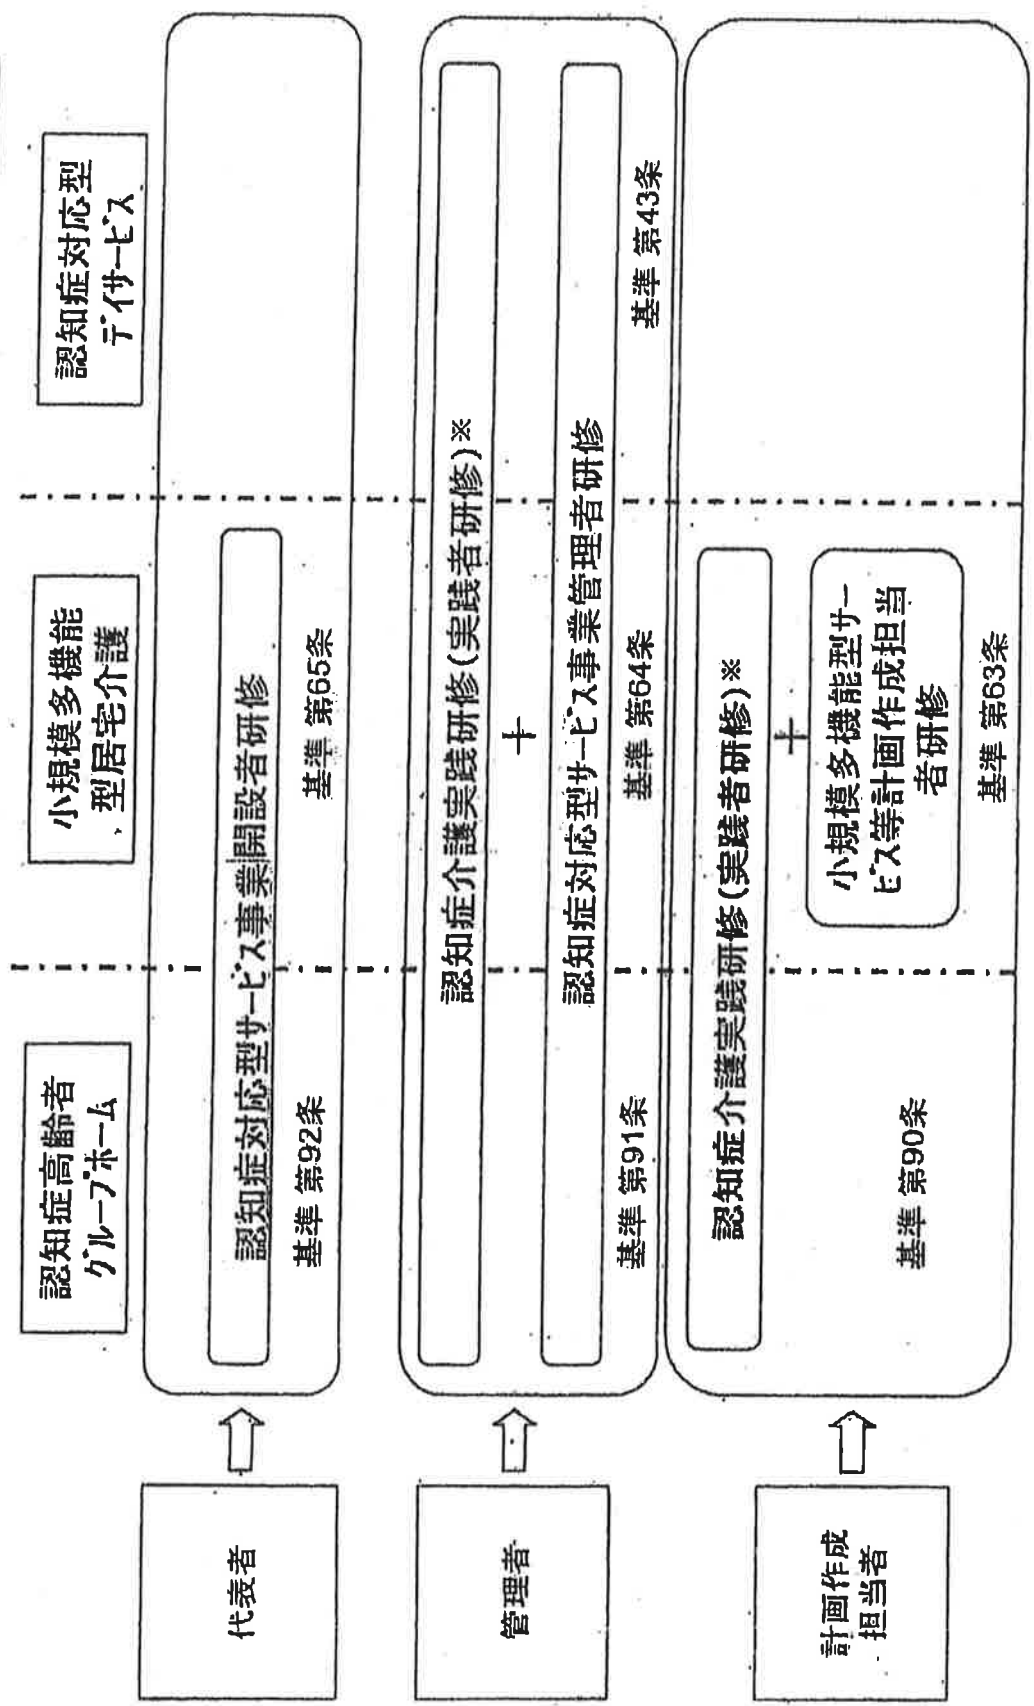 認知症高齢者
グループホーム
小規模多機能
型居宅介護
認知症対応型
デイサービス
代表者
認知症対応型サービス事業開設者研修
基準 第92条
基準 第65条
管理者
認知症介護実践研修(実践者研修)※
+
認知症対応型サービス事業管理者研修
基準 第91条
基準 第64条
基準 第43条
計画作成
担当者
認知症介護実践研修(実践者研修)※
+
小規模多機能型サー
ビス等計画作成担当
者研修
基準 第90条
基準 第63条